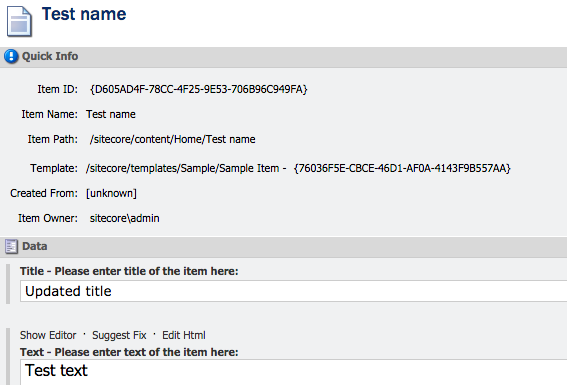 Test name
Quick Info
Item ID: {D605AD4F-78CC-4F25-9E53-706B96C949FA}
Item Name: Test name
Item Path: /sitecore/content/Home/Test name
Template: /sitecore/templates/Sample/Sample Item - {76036F5E-CBCE-46D1-AF0A-4143F9B557AA}
Created From: [unknown]
Item Owner: sitecore\admin
Data
Title - Please enter title of the item here:
Updated title
Show Editor · Suggest Fix · Edit Html
Text - Please enter text of the item here:
Test text